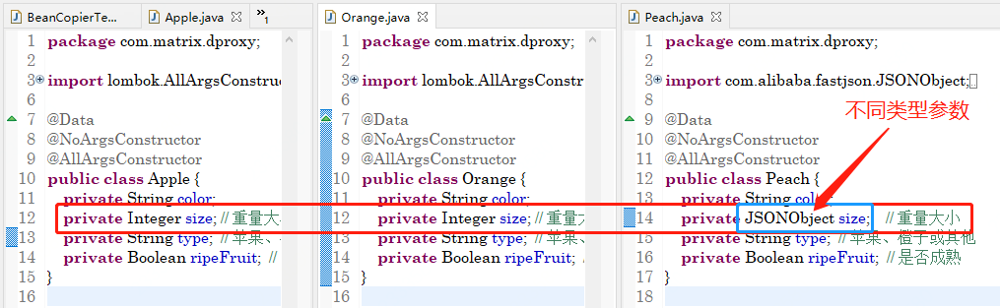 BeanCopierTe...
Apple.java
»1
1 package com.matrix.dproxy;
2
3 import lombok.AllArgsConstruc
6
7 @Data
8 @NoArgsConstructor
9 @AllArgsConstructor
10 public class Apple {
11 private String color;
12 private Integer size; // 重量大
13 private String type; // 苹果、
14 private Boolean ripeFruit; //
15 }
16
Orange.java
1 package com.matrix.dproxy;
2
3 import lombok.AllArgsConstr
6
7 @Data
8 @NoArgsConstructor
9 @AllArgsConstructor
10 public class Orange {
11 private String color;
12 private Integer size; // 重量
13 private String type; // 苹果、
14 private Boolean ripeFruit; //
15 }
16
Peach.java
1 package com.matrix.dproxy;
2
3 import com.alibaba.fastjson.JSONObject;
8
不同类型参数
9 @Data
10 @NoArgsConstructor
11 @AllArgsConstructor
12 public class Peach {
13 private String color;
14 private JSONObject size; // 重量大小
15 private String type; // 苹果、橙子或其他
16 private Boolean ripeFruit; // 是否成熟
17 }
18